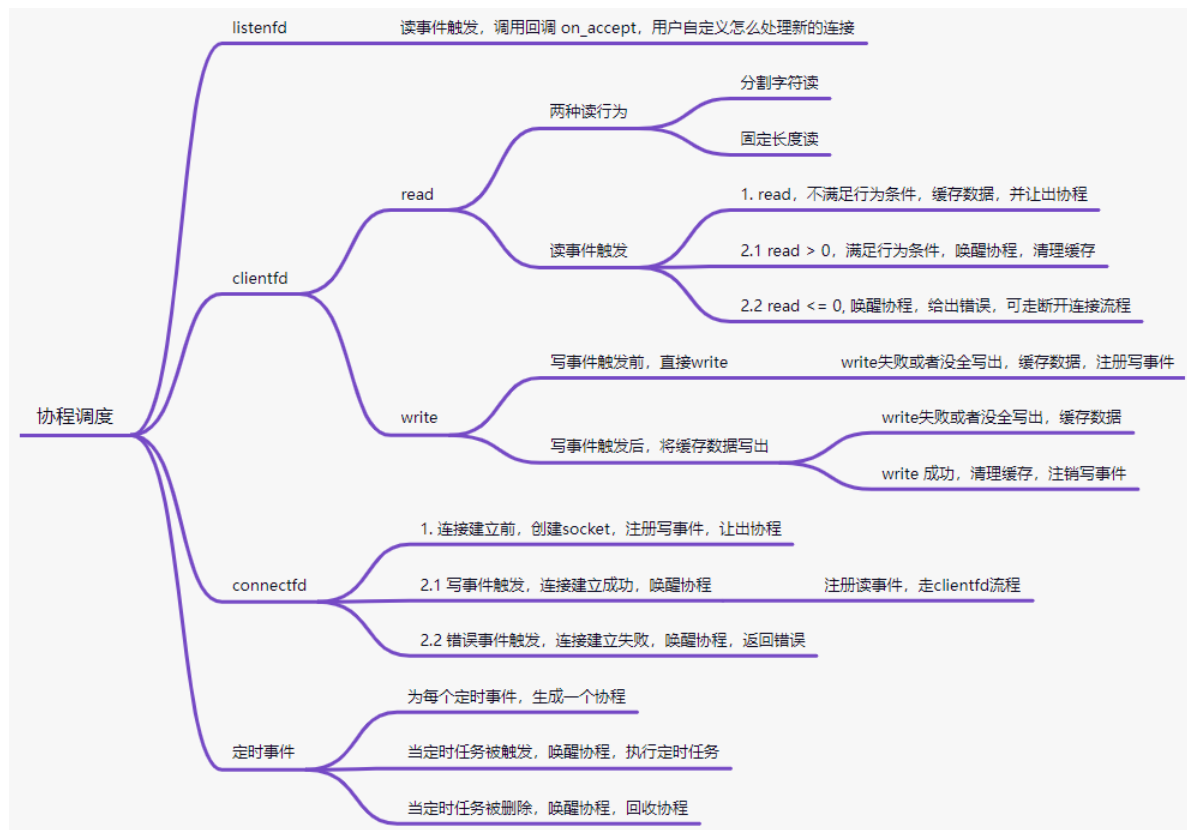 listenfd
读事件触发，调用回调 on_accept，用户自定义怎么处理新的连接
分割字符读
两种读行为
固定长度读
read
1. read，不满足行为条件，缓存数据，并让出协程
读事件触发
2.1 read > 0，满足行为条件，唤醒协程，清理缓存
clientfd
2.2 read <= 0, 唤醒协程，给出错误，可走断开连接流程
写事件触发前，直接write
write失败或者没全写出，缓存数据，注册写事件
协程调度
write
write失败或者没全写出，缓存数据
写事件触发后，将缓存数据写出
write 成功，清理缓存，注销写事件
1. 连接建立前，创建socket，注册写事件，让出协程
connectfd
2.1 写事件触发，连接建立成功，唤醒协程
注册读事件，走clientfd流程
2.2 错误事件触发，连接建立失败，唤醒协程，返回错误
为每个定时事件，生成一个协程
定时事件
当定时任务被触发，唤醒协程，执行定时任务
当定时任务被删除，唤醒协程，回收协程